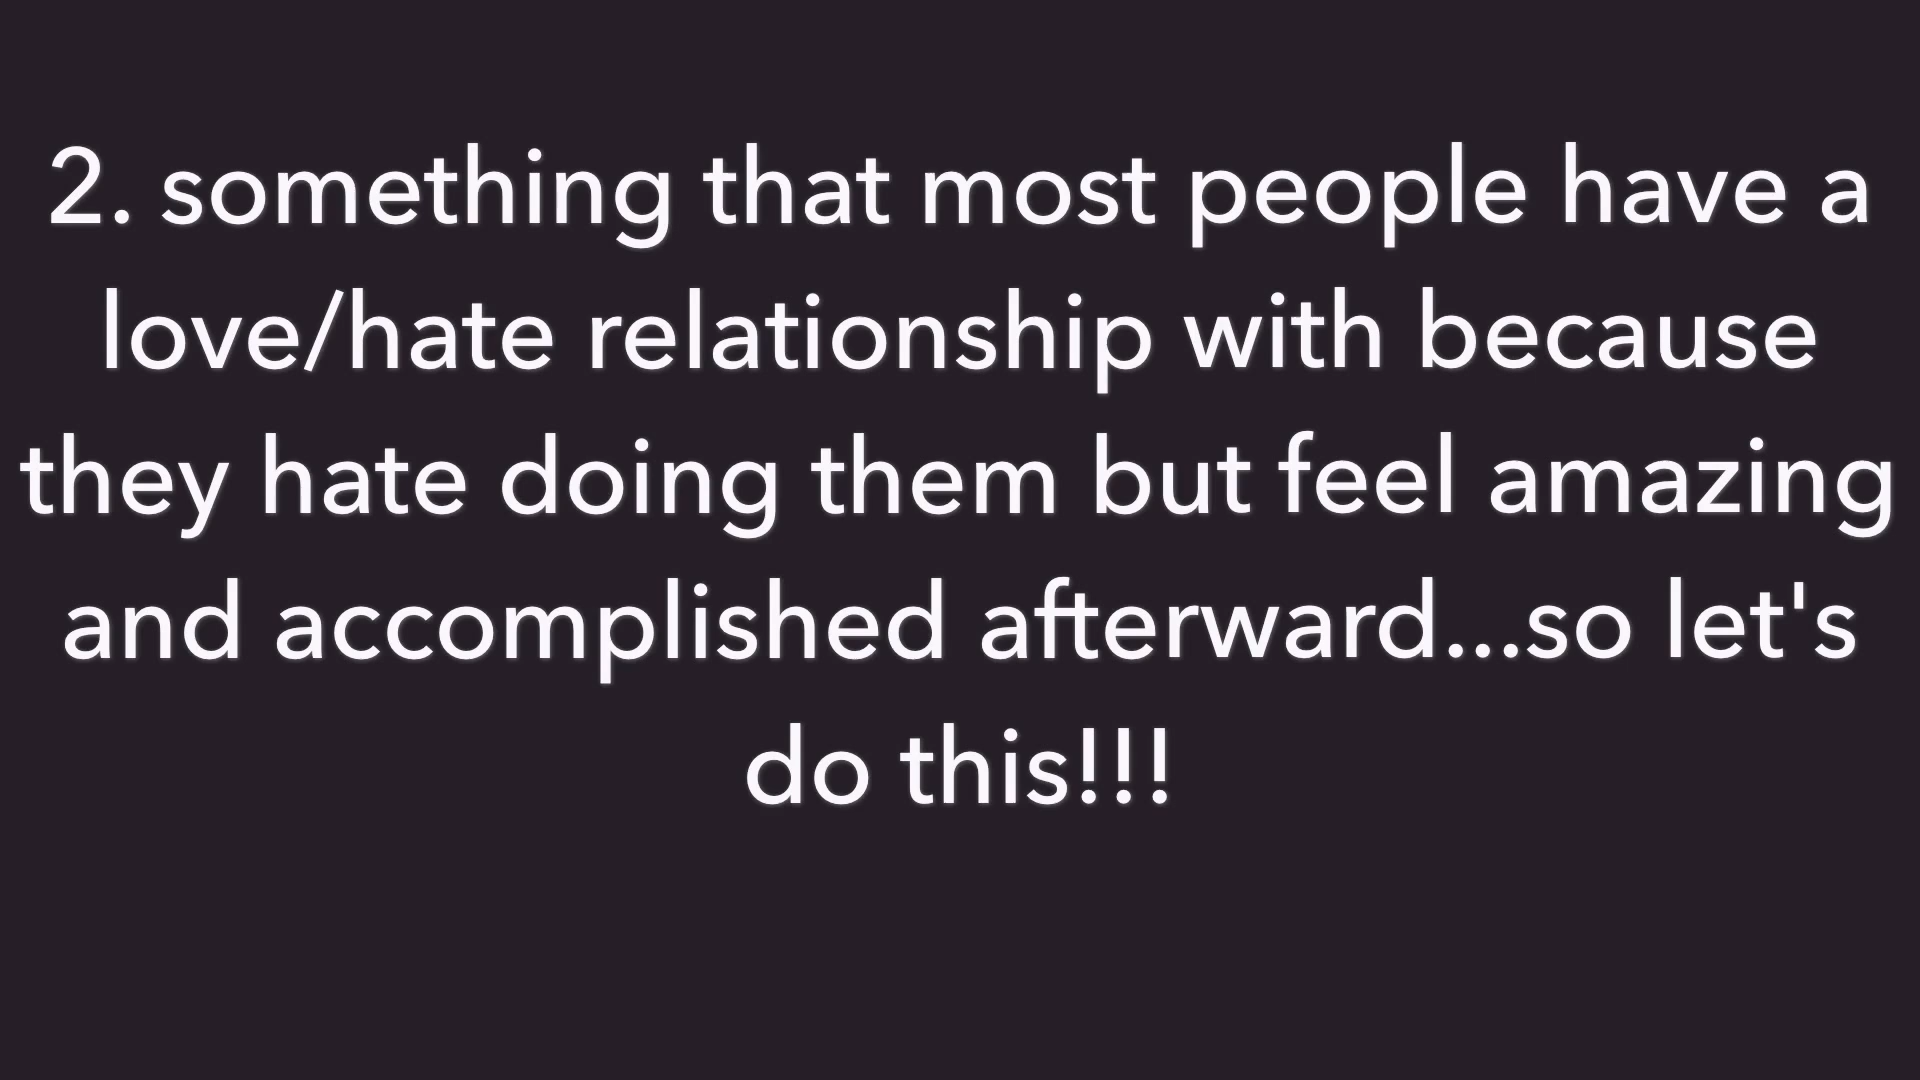 2. something that most people have a
love/hate relationship with because
they hate doing them but feel amazing
and accomplished afterward...so let's
do this!!!